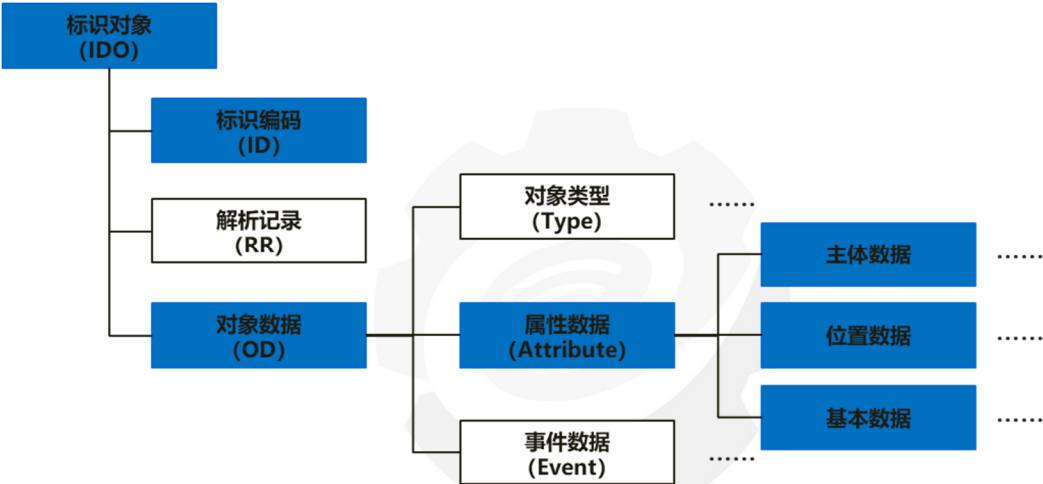 标识对象
(IDO)
标识编码
(ID)
解析记录
(RR)
对象数据
(OD)
对象类型
(Type)
……
属性数据
(Attribute)
事件数据
(Event)
……
主体数据
……
位置数据
……
基本数据
……